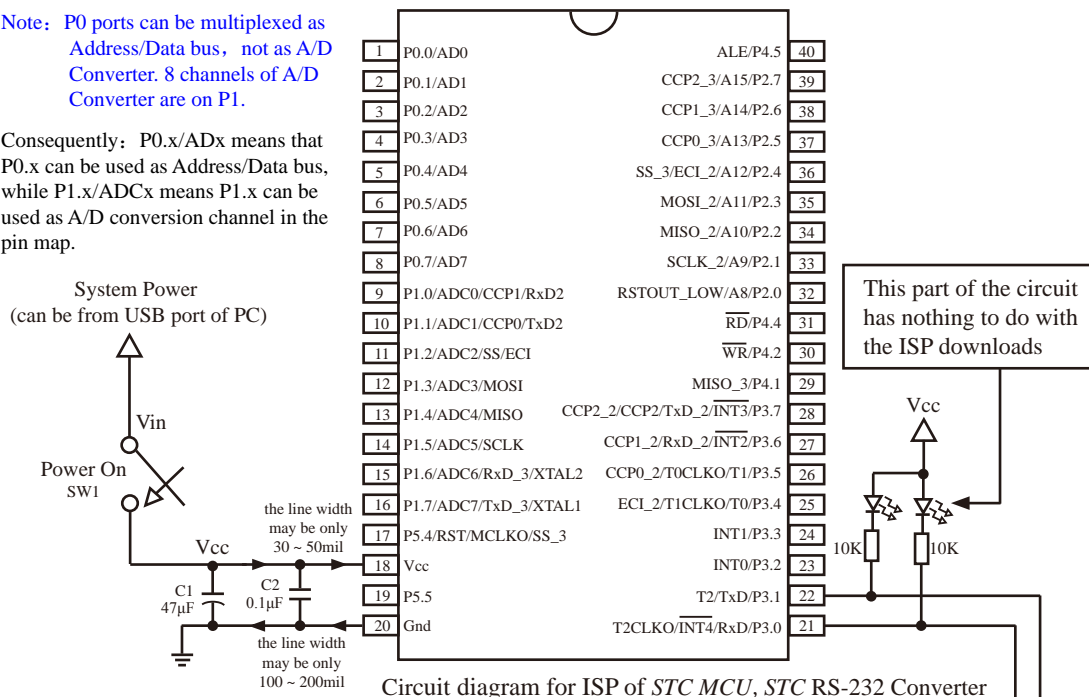 Note：P0 ports can be multiplexed as
Address/Data bus，not as A/D
Converter. 8 channels of A/D
Converter are on P1.
Consequently：P0.x/ADx means that
P0.x can be used as Address/Data bus,
while P1.x/ADCx means P1.x can be
used as A/D conversion channel in the
pin map.
System Power
(can be from USB port of PC)
Vin
Power On
SW1
Vcc
the line width
may be only
30 ~ 50mil
C1
47μF
C2
0.1μF
the line width
may be only
100 ~ 200mil
1 P0.0/AD0
2 P0.1/AD1
3 P0.2/AD2
4 P0.3/AD3
5 P0.4/AD4
6 P0.5/AD5
7 P0.6/AD6
8 P0.7/AD7
9 P1.0/ADC0/CCP1/RxD2
10 P1.1/ADC1/CCP0/TxD2
11 P1.2/ADC2/SS/ECI
12 P1.3/ADC3/MOSI
13 P1.4/ADC4/MISO
14 P1.5/ADC5/SCLK
15 P1.6/ADC6/RxD_3/XTAL2
16 P1.7/ADC7/TxD_3/XTAL1
17 P5.4/RST/MCLKO/SS_3
18 Vcc
19 P5.5
20 Gnd
ALE/P4.5 40
CCP2_3/A15/P2.7 39
CCP1_3/A14/P2.6 38
CCP0_3/A13/P2.5 37
SS_3/ECI_2/A12/P2.4 36
MOSI_2/A11/P2.3 35
MISO_2/A10/P2.2 34
SCLK_2/A9/P2.1 33
RSTOUT_LOW/A8/P2.0 32
RD/P4.4 31
WR/P4.2 30
MISO_3/P4.1 29
CCP2_2/CCP2/TxD_2/INT3/P3.7 28
CCP1_2/RxD_2/INT2/P3.6 27
CCP0_2/T0CLKO/T1/P3.5 26
ECI_2/T1CLKO/T0/P3.4 25
INT1/P3.3 24
INT0/P3.2 23
T2/TxD/P3.1 22
T2CLKO/INT4/RxD/P3.0 21
This part of the circuit
has nothing to do with
the ISP downloads
Vcc
10K
10K
Circuit diagram for ISP of STC MCU, STC RS-232 Converter